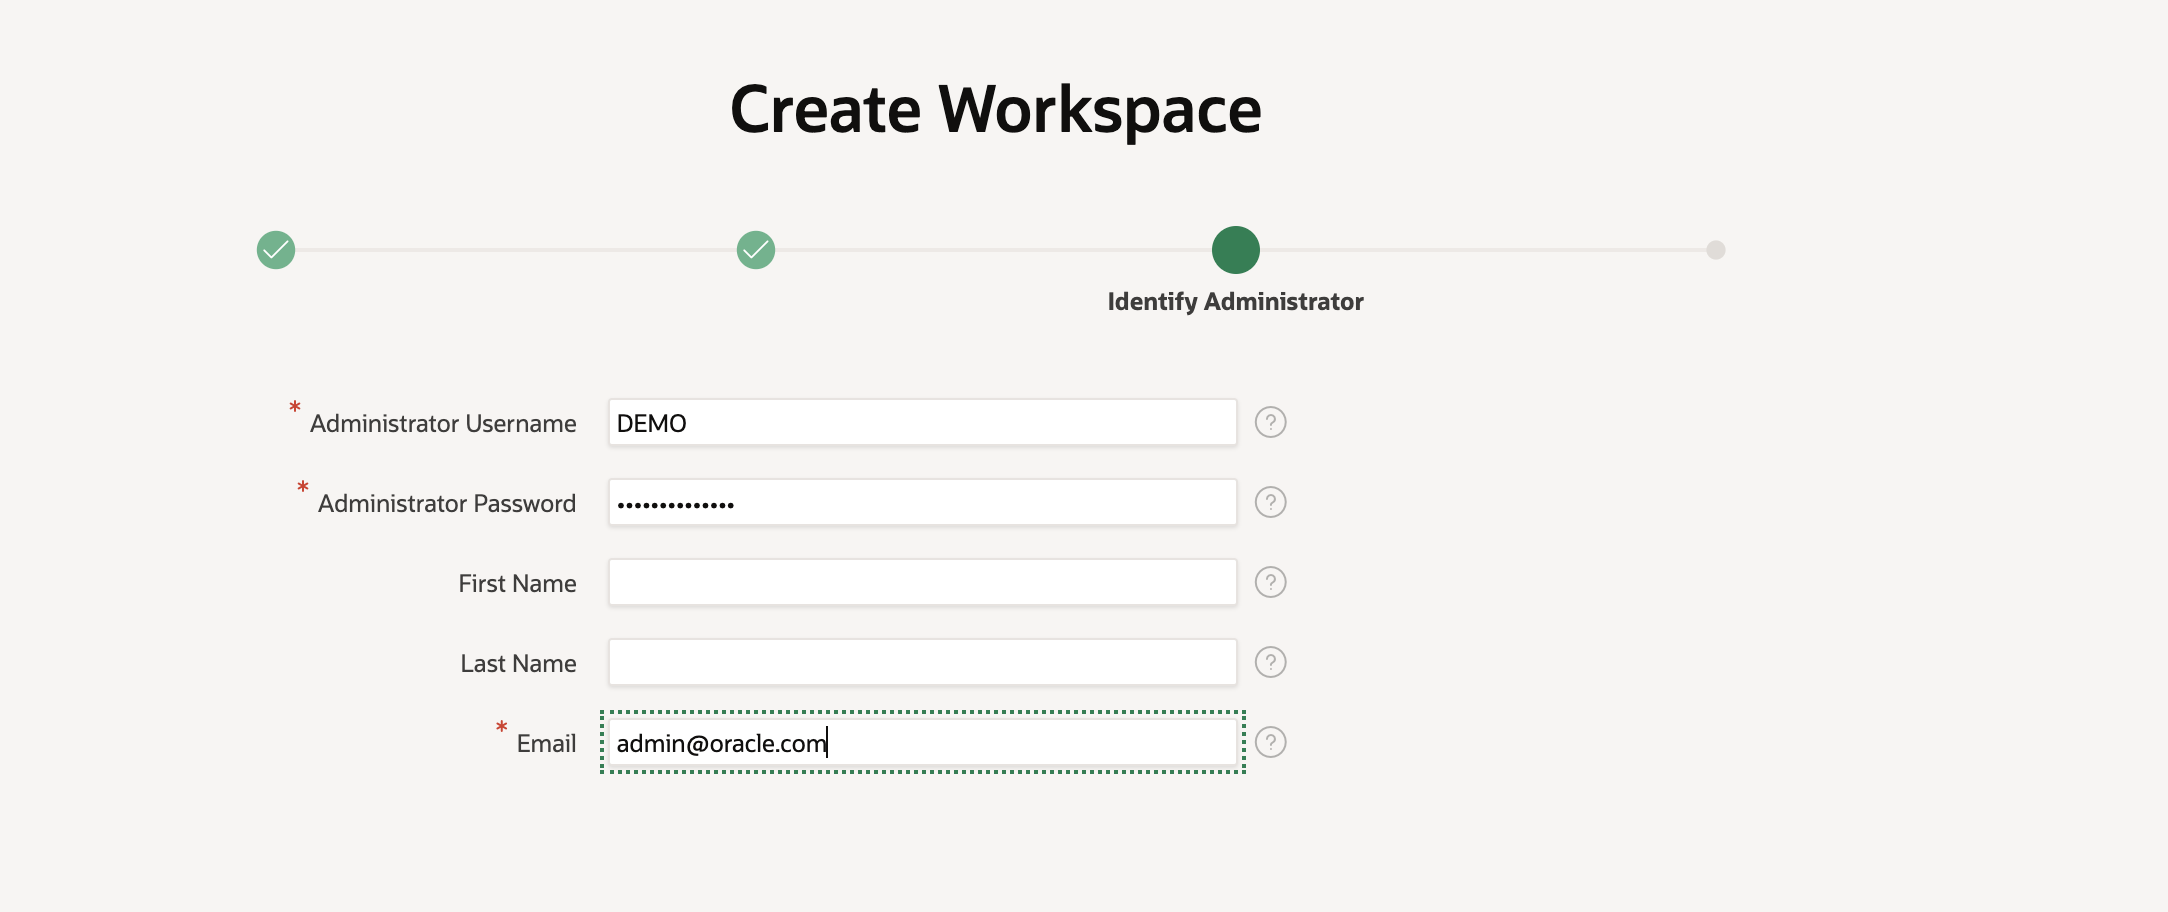 Create Workspace
Identify Administrator
* Administrator Username DEMO ?
* Administrator Password •••••••••••••• ?
First Name ?
Last Name ?
* Email admin@oracle.com ?